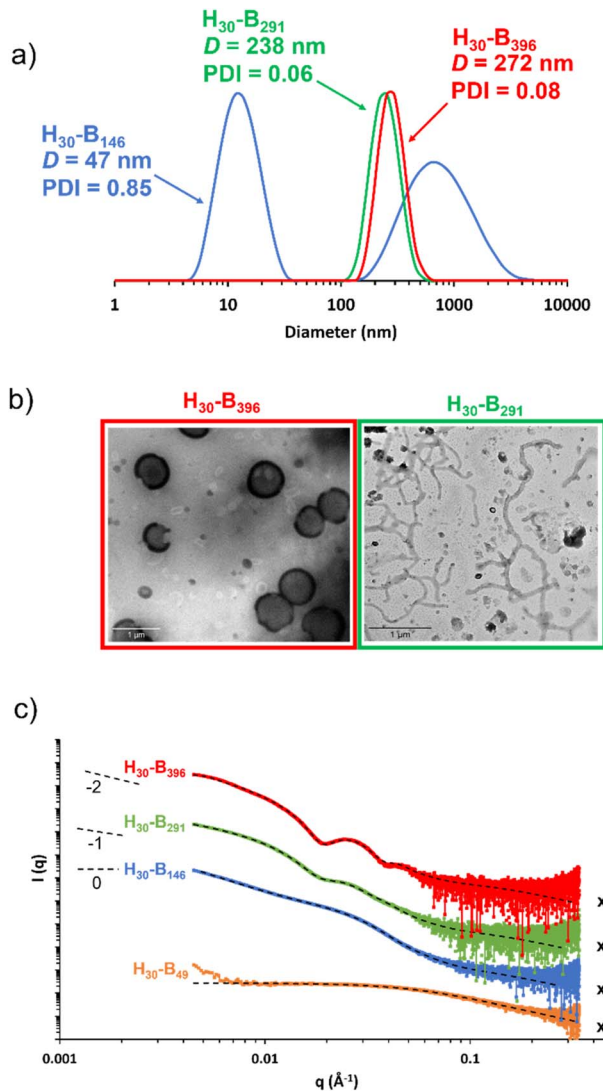 a)
H30-B291
D = 238 nm
PDI = 0.06
H30-B396
D = 272 nm
PDI = 0.08
H30-B146
D = 47 nm
PDI = 0.85
1 10 100 1000 10000
Diameter (nm)
b)
H30-B396 H30-B291
1 µm 1 µm
c)
H30-B396
-2
H30-B291
-1
H30-B146
0
I (q)
H30-B49
x
x
x
x
0.001 0.01 0.1
q (Å-1)